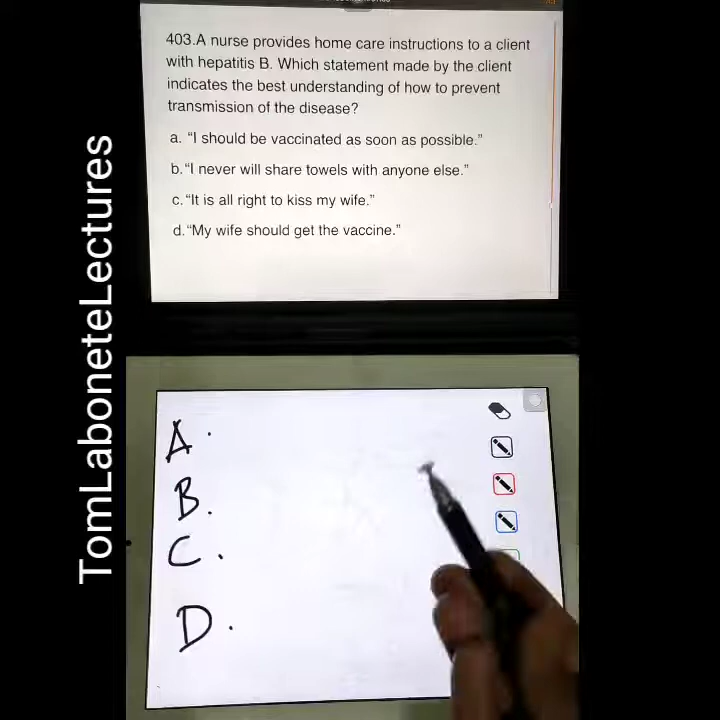 403.A nurse provides home care instructions to a client
with hepatitis B. Which statement made by the client
indicates the best understanding of how to prevent
transmission of the disease?
a. “I should be vaccinated as soon as possible.”
b.“I never will share towels with anyone else.”
c.“It is all right to kiss my wife.”
d.“My wife should get the vaccine.”
TomLaboneteLectures
A.
B.
C.
D.